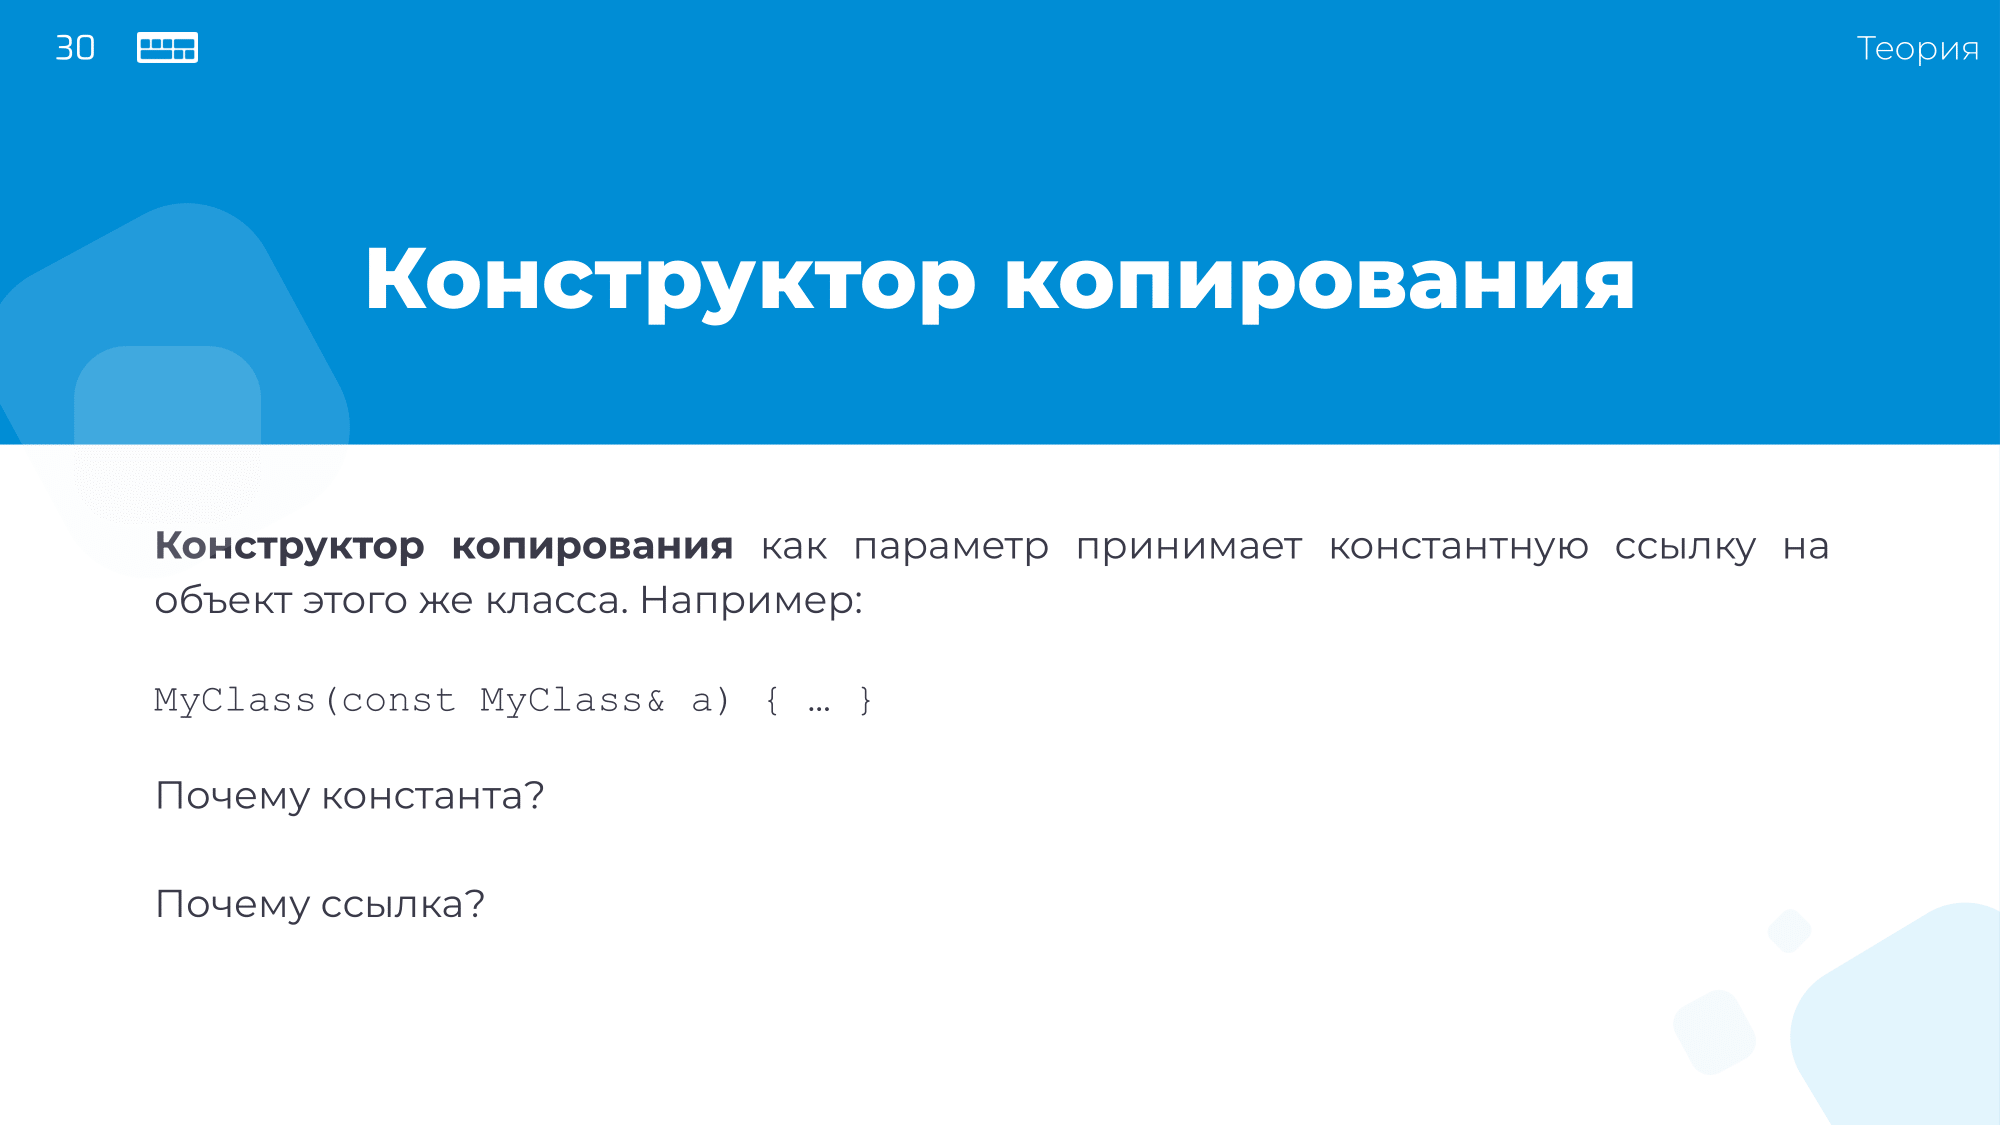 30
Теория
Конструктор копирования
Конструктор копирования как параметр принимает константную ссылку на
объект этого же класса. Например:
MyClass(const MyClass& a) { … }
Почему константа?
Почему ссылка?